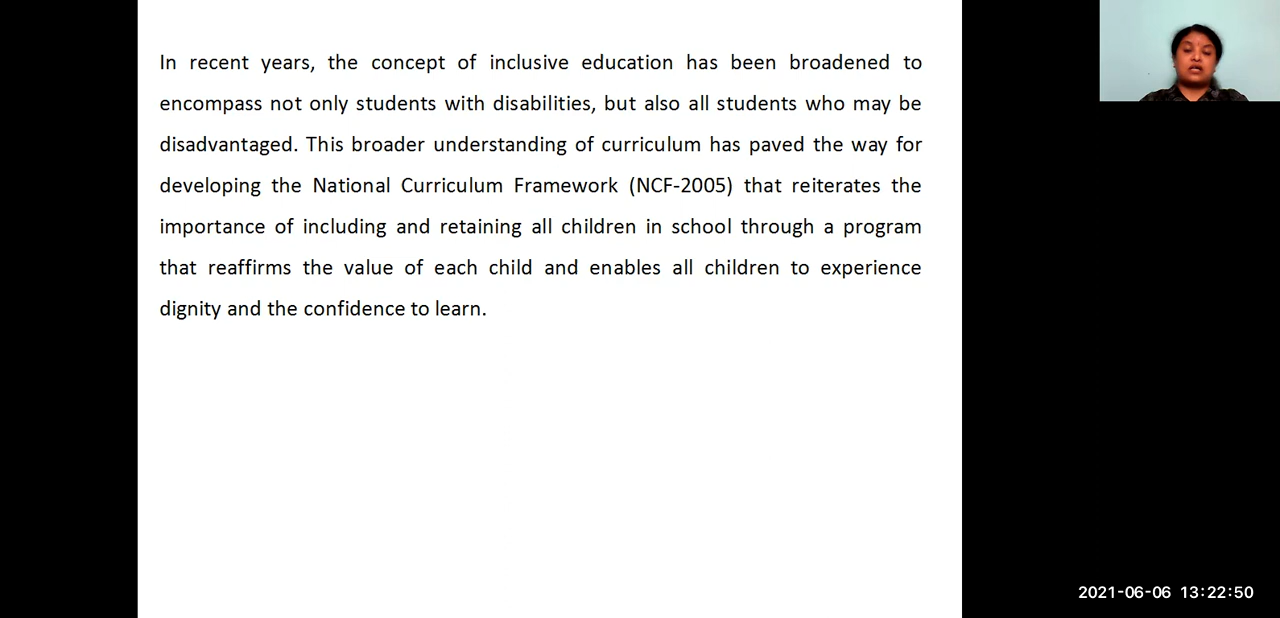 In recent years, the concept of inclusive education has been broadened to
encompass not only students with disabilities, but also all students who may be
disadvantaged. This broader understanding of curriculum has paved the way for
developing the National Curriculum Framework (NCF-2005) that reiterates the
importance of including and retaining all children in school through a program
that reaffirms the value of each child and enables all children to experience
dignity and the confidence to learn.
2021-06-06 13:22:50